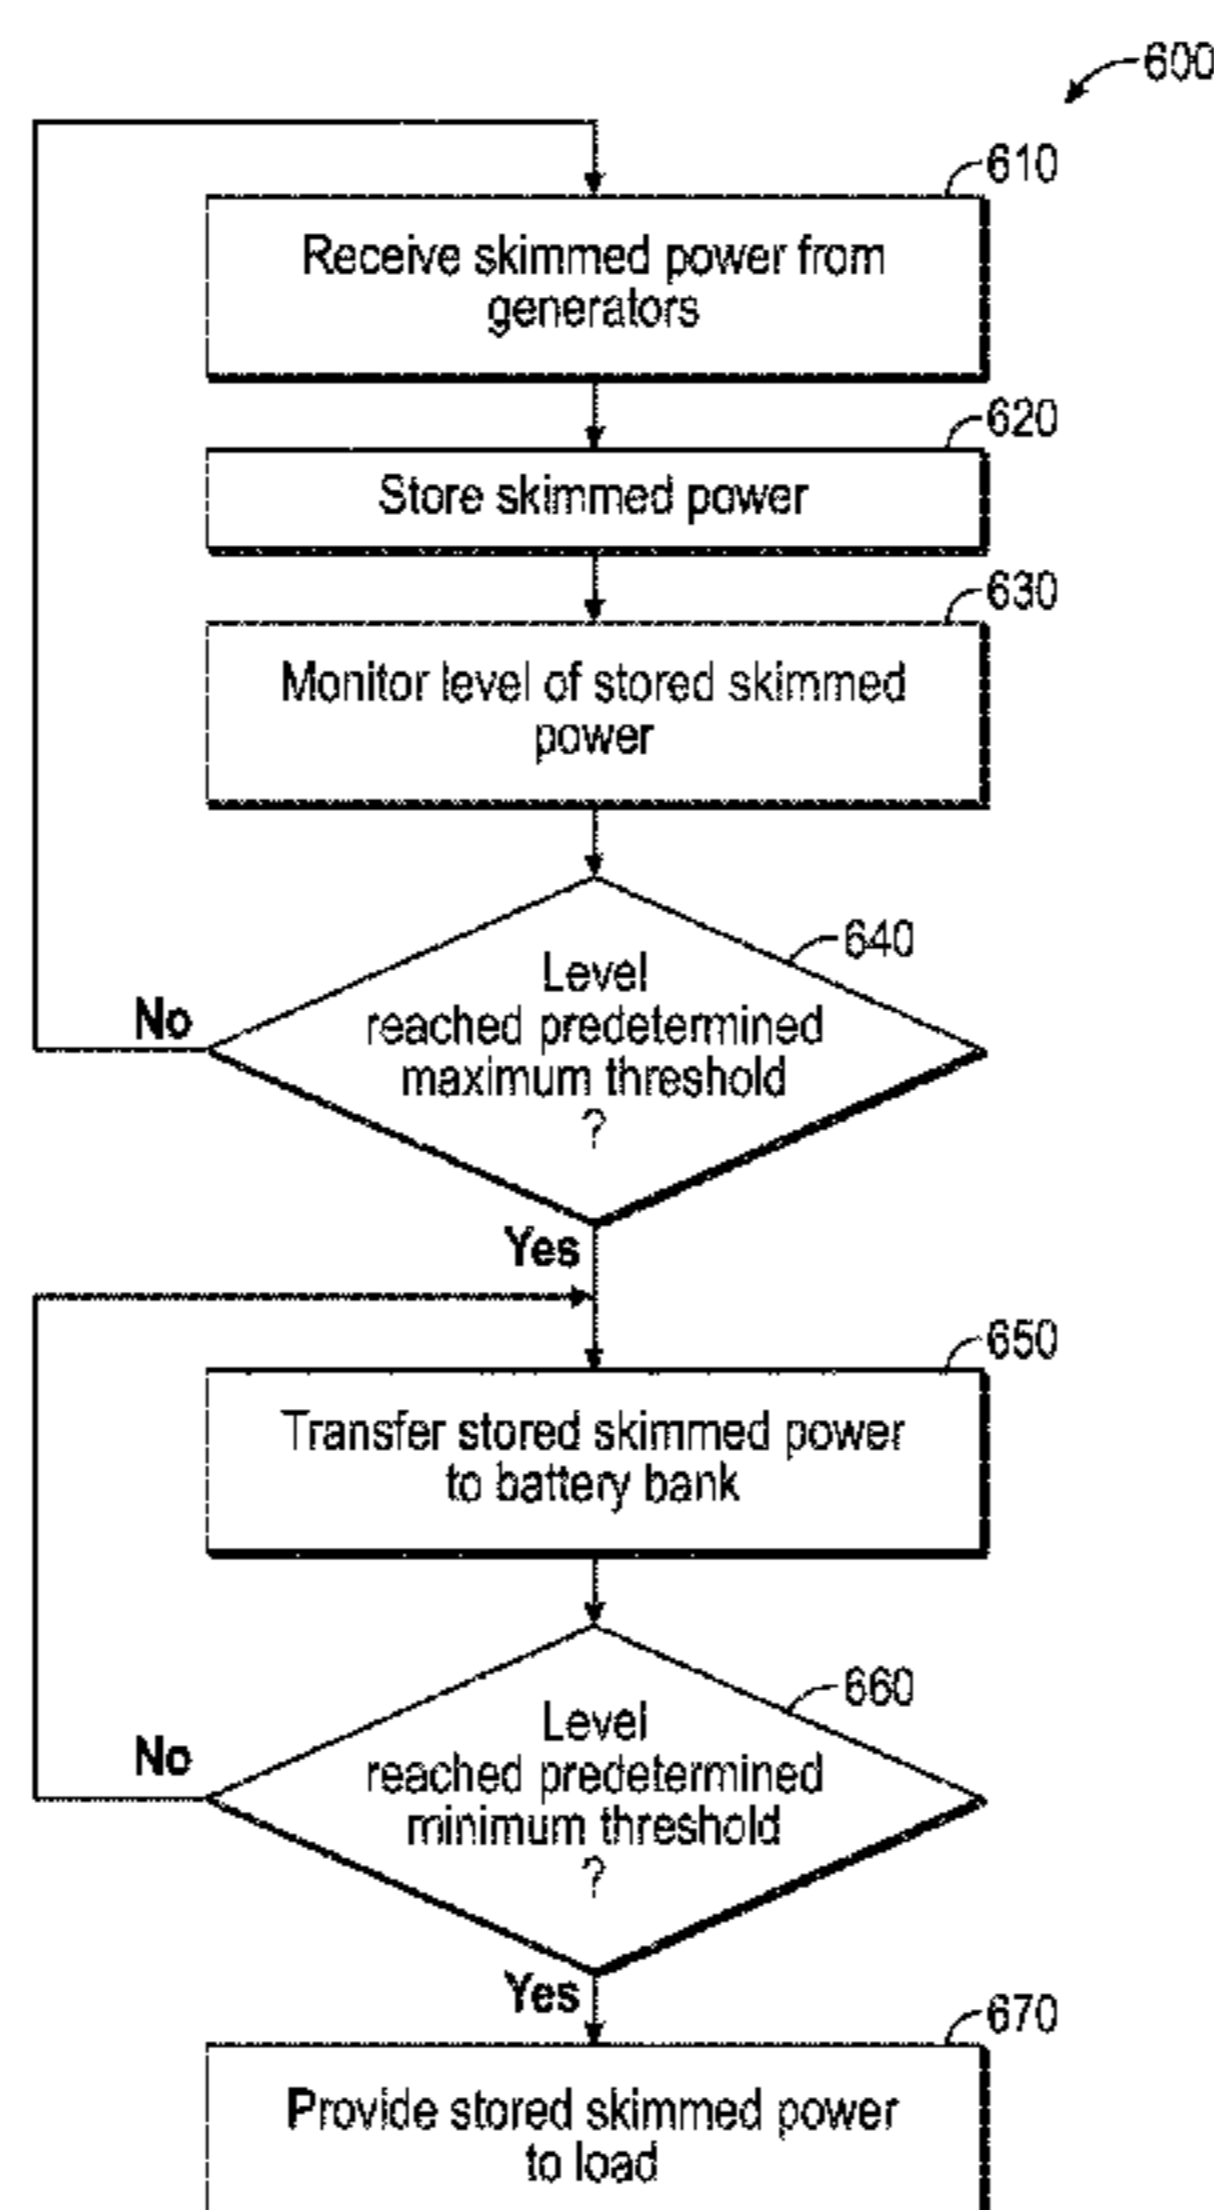 600
610
Receive skimmed power from
generators
620
Store skimmed power
630
Monitor level of stored skimmed
power
640
Level
reached predetermined
maximum threshold
?
No
Yes
650
Transfer stored skimmed power
to battery bank
660
Level
reached predetermined
minimum threshold
?
No
Yes
670
Provide stored skimmed power
to load